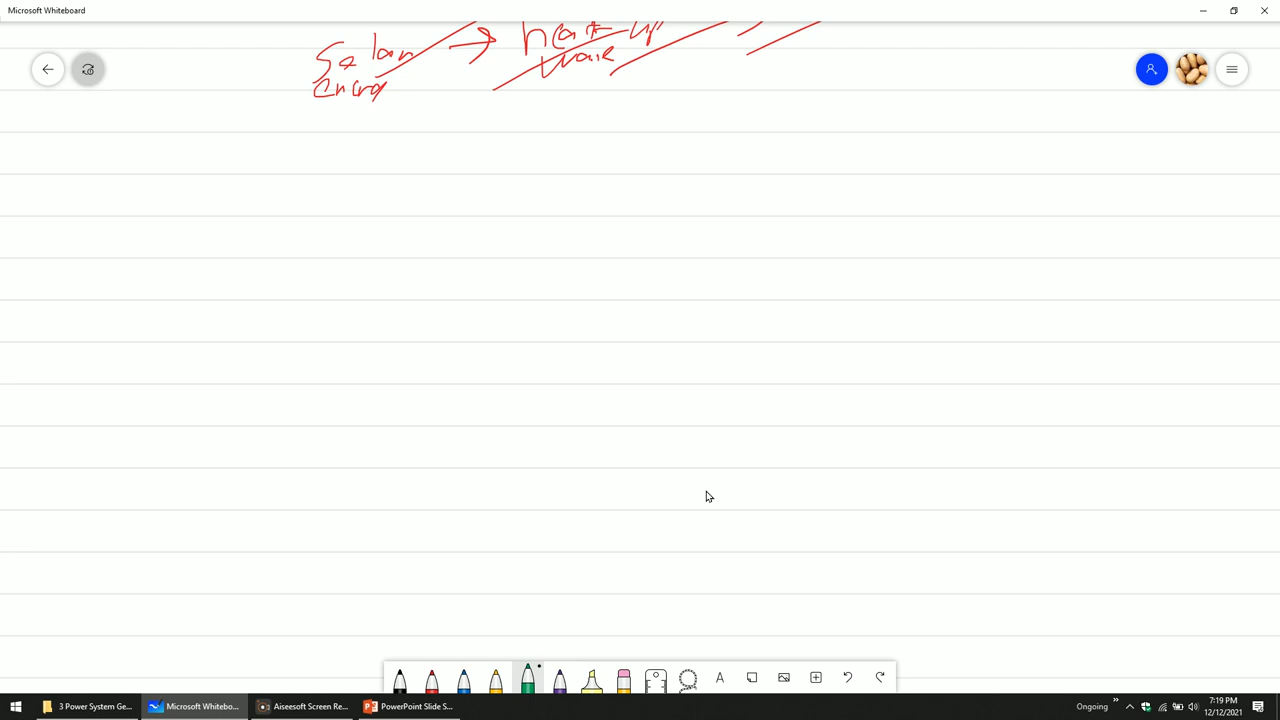 Microsoft Whiteboard
Solar → heat up
Energy
A
3 Power System Ge...
Microsoft Whitebo...
Aiseesoft Screen Re...
PowerPoint Slide S...
Ongoing
7:19 PM
12/12/2021